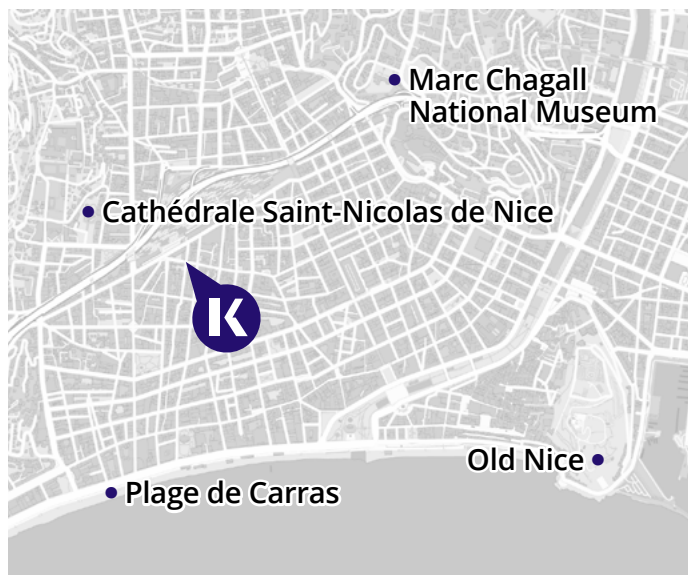 Marc Chagall
National Museum
Cathédrale Saint-Nicolas de Nice
K
Old Nice
Plage de Carras